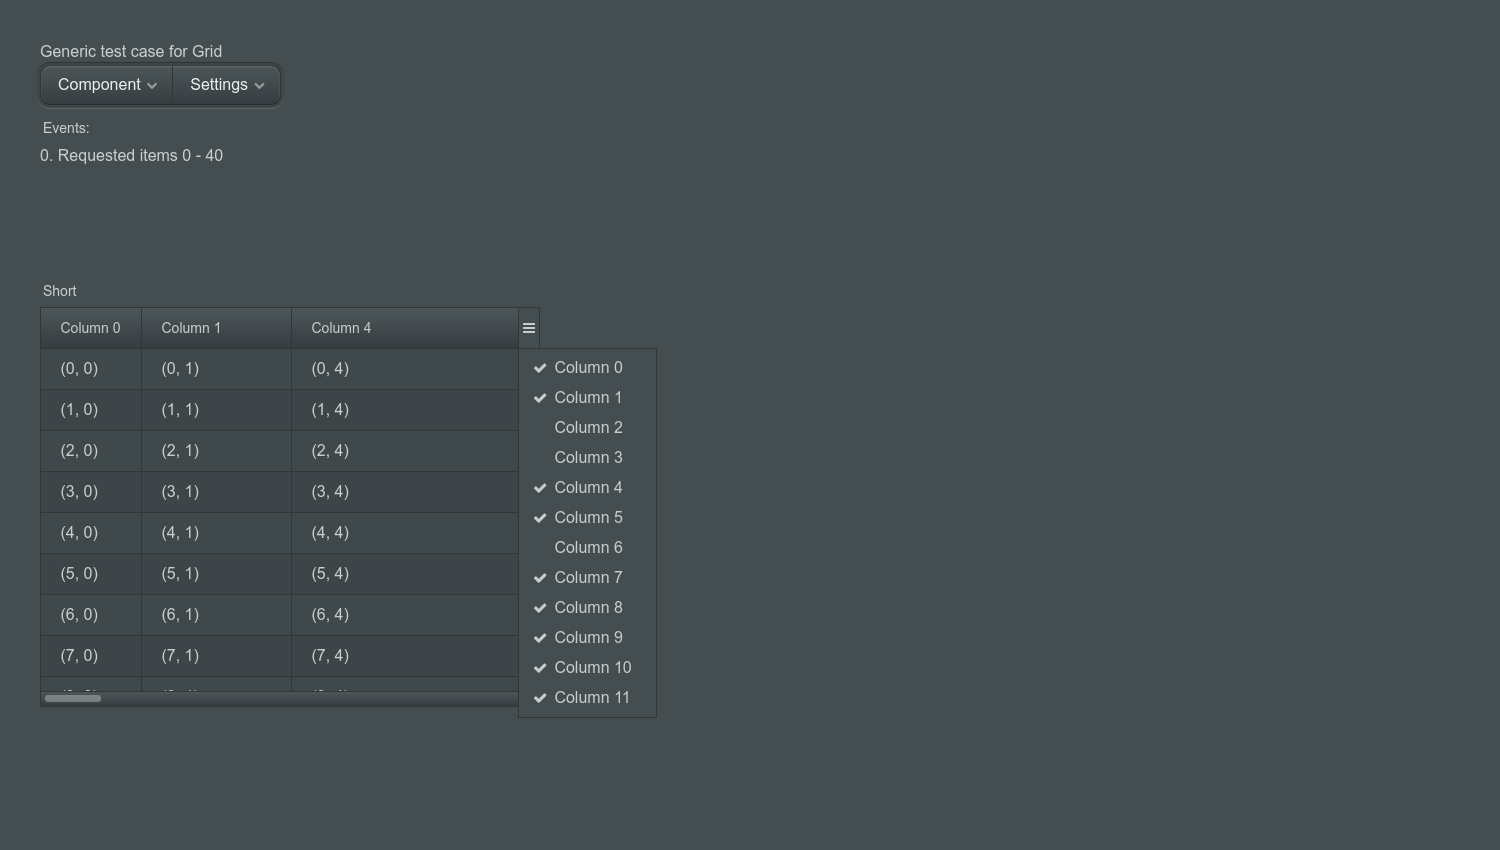 Generic test case for Grid
Component Settings
Events:
0. Requested items 0 - 40
Short
Column 0 Column 1 Column 4
(0, 0) (0, 1) (0, 4)
(1, 0) (1, 1) (1, 4)
(2, 0) (2, 1) (2, 4)
(3, 0) (3, 1) (3, 4)
(4, 0) (4, 1) (4, 4)
(5, 0) (5, 1) (5, 4)
(6, 0) (6, 1) (6, 4)
(7, 0) (7, 1) (7, 4)
Column 0
Column 1
Column 2
Column 3
Column 4
Column 5
Column 6
Column 7
Column 8
Column 9
Column 10
Column 11